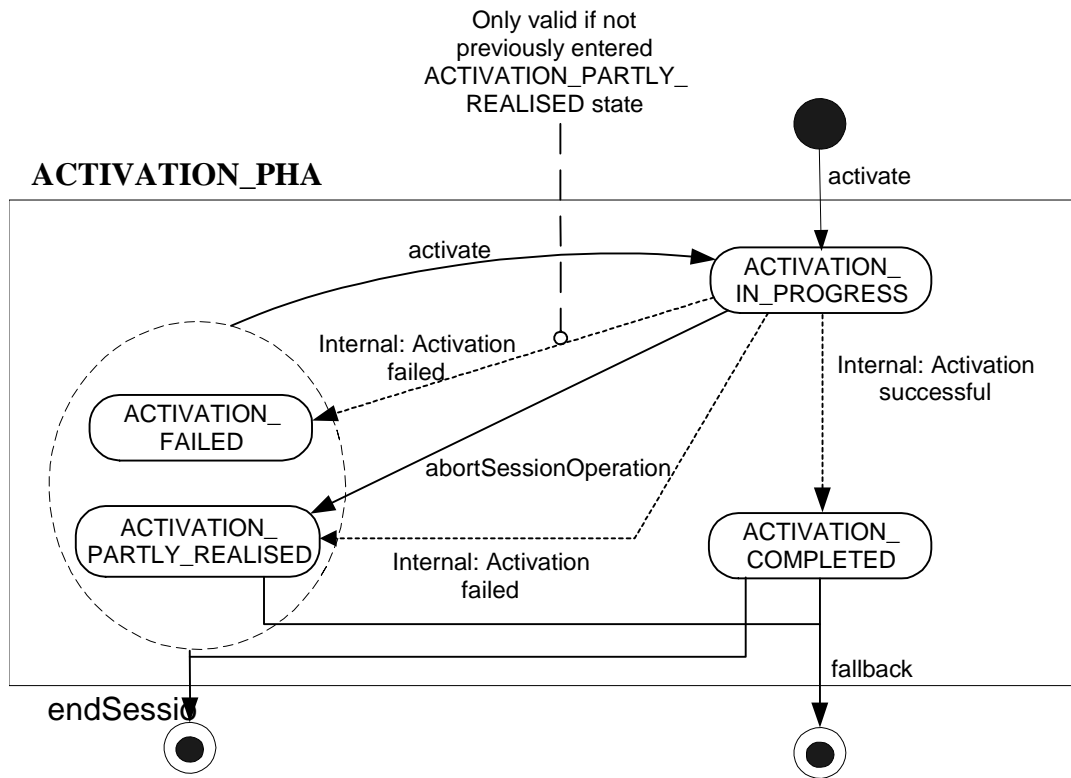 Only valid if not
previously entered
ACTIVATION_PARTLY_
REALISED state
ACTIVATION_PHA
activate
activate
ACTIVATION_
IN_PROGRESS
Internal: Activation
failed
Internal: Activation
successful
ACTIVATION_
FAILED
abortSessionOperation
ACTIVATION_
PARTLY_REALISED
ACTIVATION_
COMPLETED
Internal: Activation
failed
fallback
endSessio